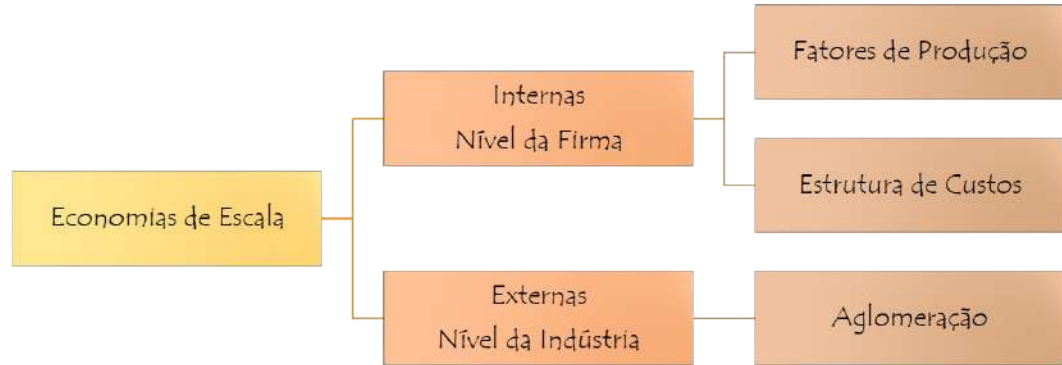 Economias de Escala
Internas
Nível da Firma
Fatores de Produção
Estrutura de Custos
Externas
Nível da Indústria
Aglomeração